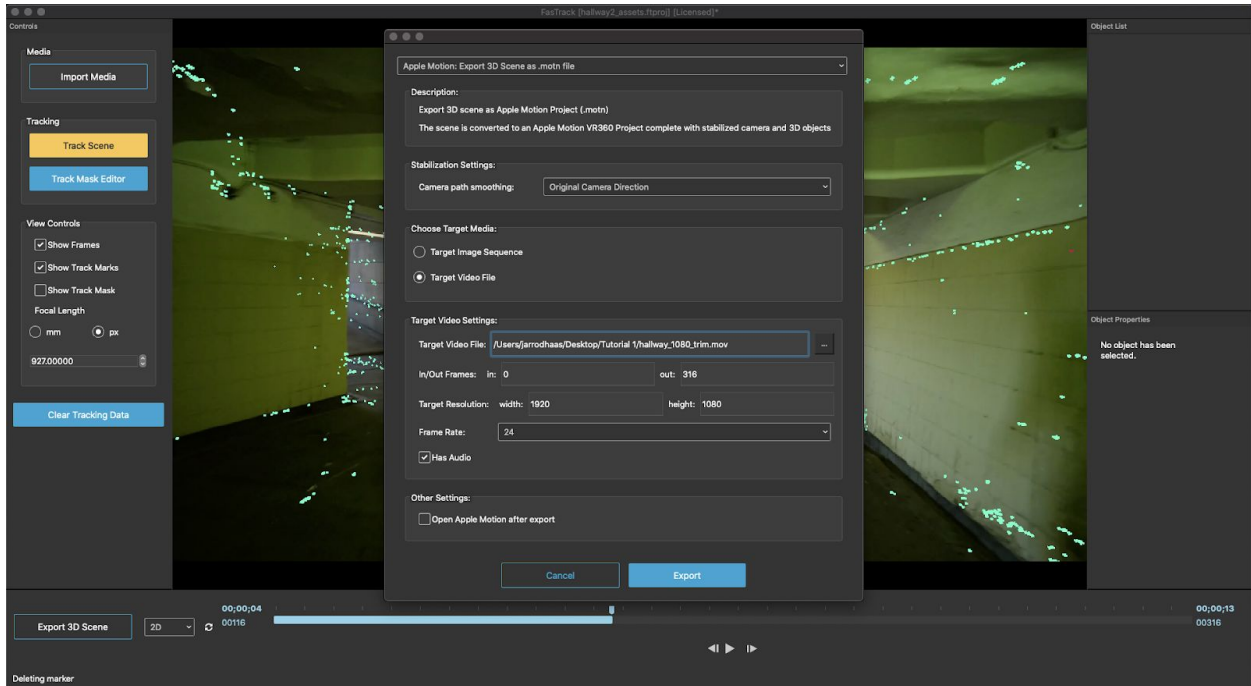 FasTrack [hallway2_assets.ftproj] [Licensed]*
Controls
Media
Import Media
Tracking
Track Scene
Track Mask Editor
View Controls
Show Frames
Show Track Marks
Show Track Mask
Focal Length
mm px
927.00000
Clear Tracking Data
Apple Motion: Export 3D Scene as .motn file
Description:
Export 3D scene as Apple Motion Project (.motn)
The scene is converted to an Apple Motion VR360 Project complete with stabilized camera and 3D objects
Stabilization Settings:
Camera path smoothing: Original Camera Direction
Choose Target Media:
Target Image Sequence
Target Video File
Target Video Settings:
Target Video File: /Users/jarrodhaas/Desktop/Tutorial 1/hallway_1080_trim.mov ...
In/Out Frames: in: 0 out: 316
Target Resolution: width: 1920 height: 1080
Frame Rate: 24
Has Audio
Other Settings:
Open Apple Motion after export
Cancel Export
Object List
Object Properties
No object has been
selected.
Export 3D Scene 2D
00;00;04
00116
00;00;13
00316
Deleting marker